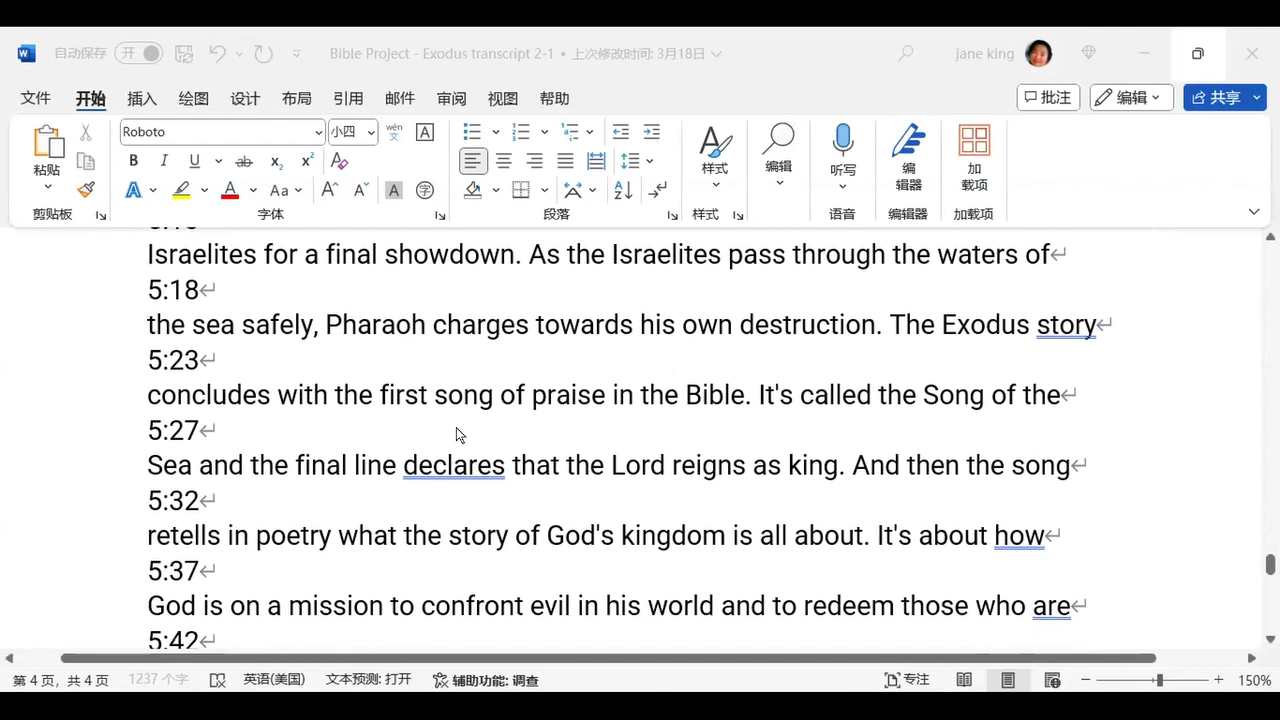 自动保存 开 Bible Project - Exodus transcript 2-1 • 上次修改时间: 3月18日 jane king
文件 开始 插入 绘图 设计 布局 引用 邮件 审阅 视图 帮助 批注 编辑 共享
Roboto 小四 wén 文 A
粘贴 B I U ab x₂ x² A 样式 编辑 听写 编辑器 加载项
A A Aa A A A 字 A Z
剪贴板 字体 段落 样式 语音 编辑器 加载项
Israelites for a final showdown. As the Israelites pass through the waters of↵
5:18↵
the sea safely, Pharaoh charges towards his own destruction. The Exodus story↵
5:23↵
concludes with the first song of praise in the Bible. It's called the Song of the↵
5:27↵
Sea and the final line declares that the Lord reigns as king. And then the song↵
5:32↵
retells in poetry what the story of God's kingdom is all about. It's about how↵
5:37↵
God is on a mission to confront evil in his world and to redeem those who are↵
5:42↵
第 4 页，共 4 页 1237 个字 英语(美国) 文本预测: 打开 辅助功能: 调查 专注 150%